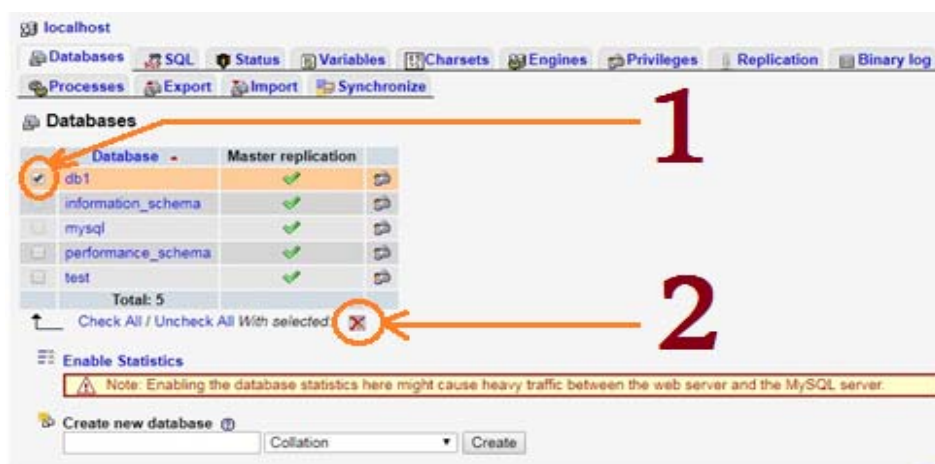 localhost
Databases SQL Status Variables Charsets Engines Privileges Replication Binary log
Processes Export Import Synchronize
Databases
1
Database Master replication
db1
information_schema
mysql
performance_schema
test
Total: 5
Check All / Uncheck All With selected:
2
Enable Statistics
Note: Enabling the database statistics here might cause heavy traffic between the web server and the MySQL server.
Create new database
Collation Create